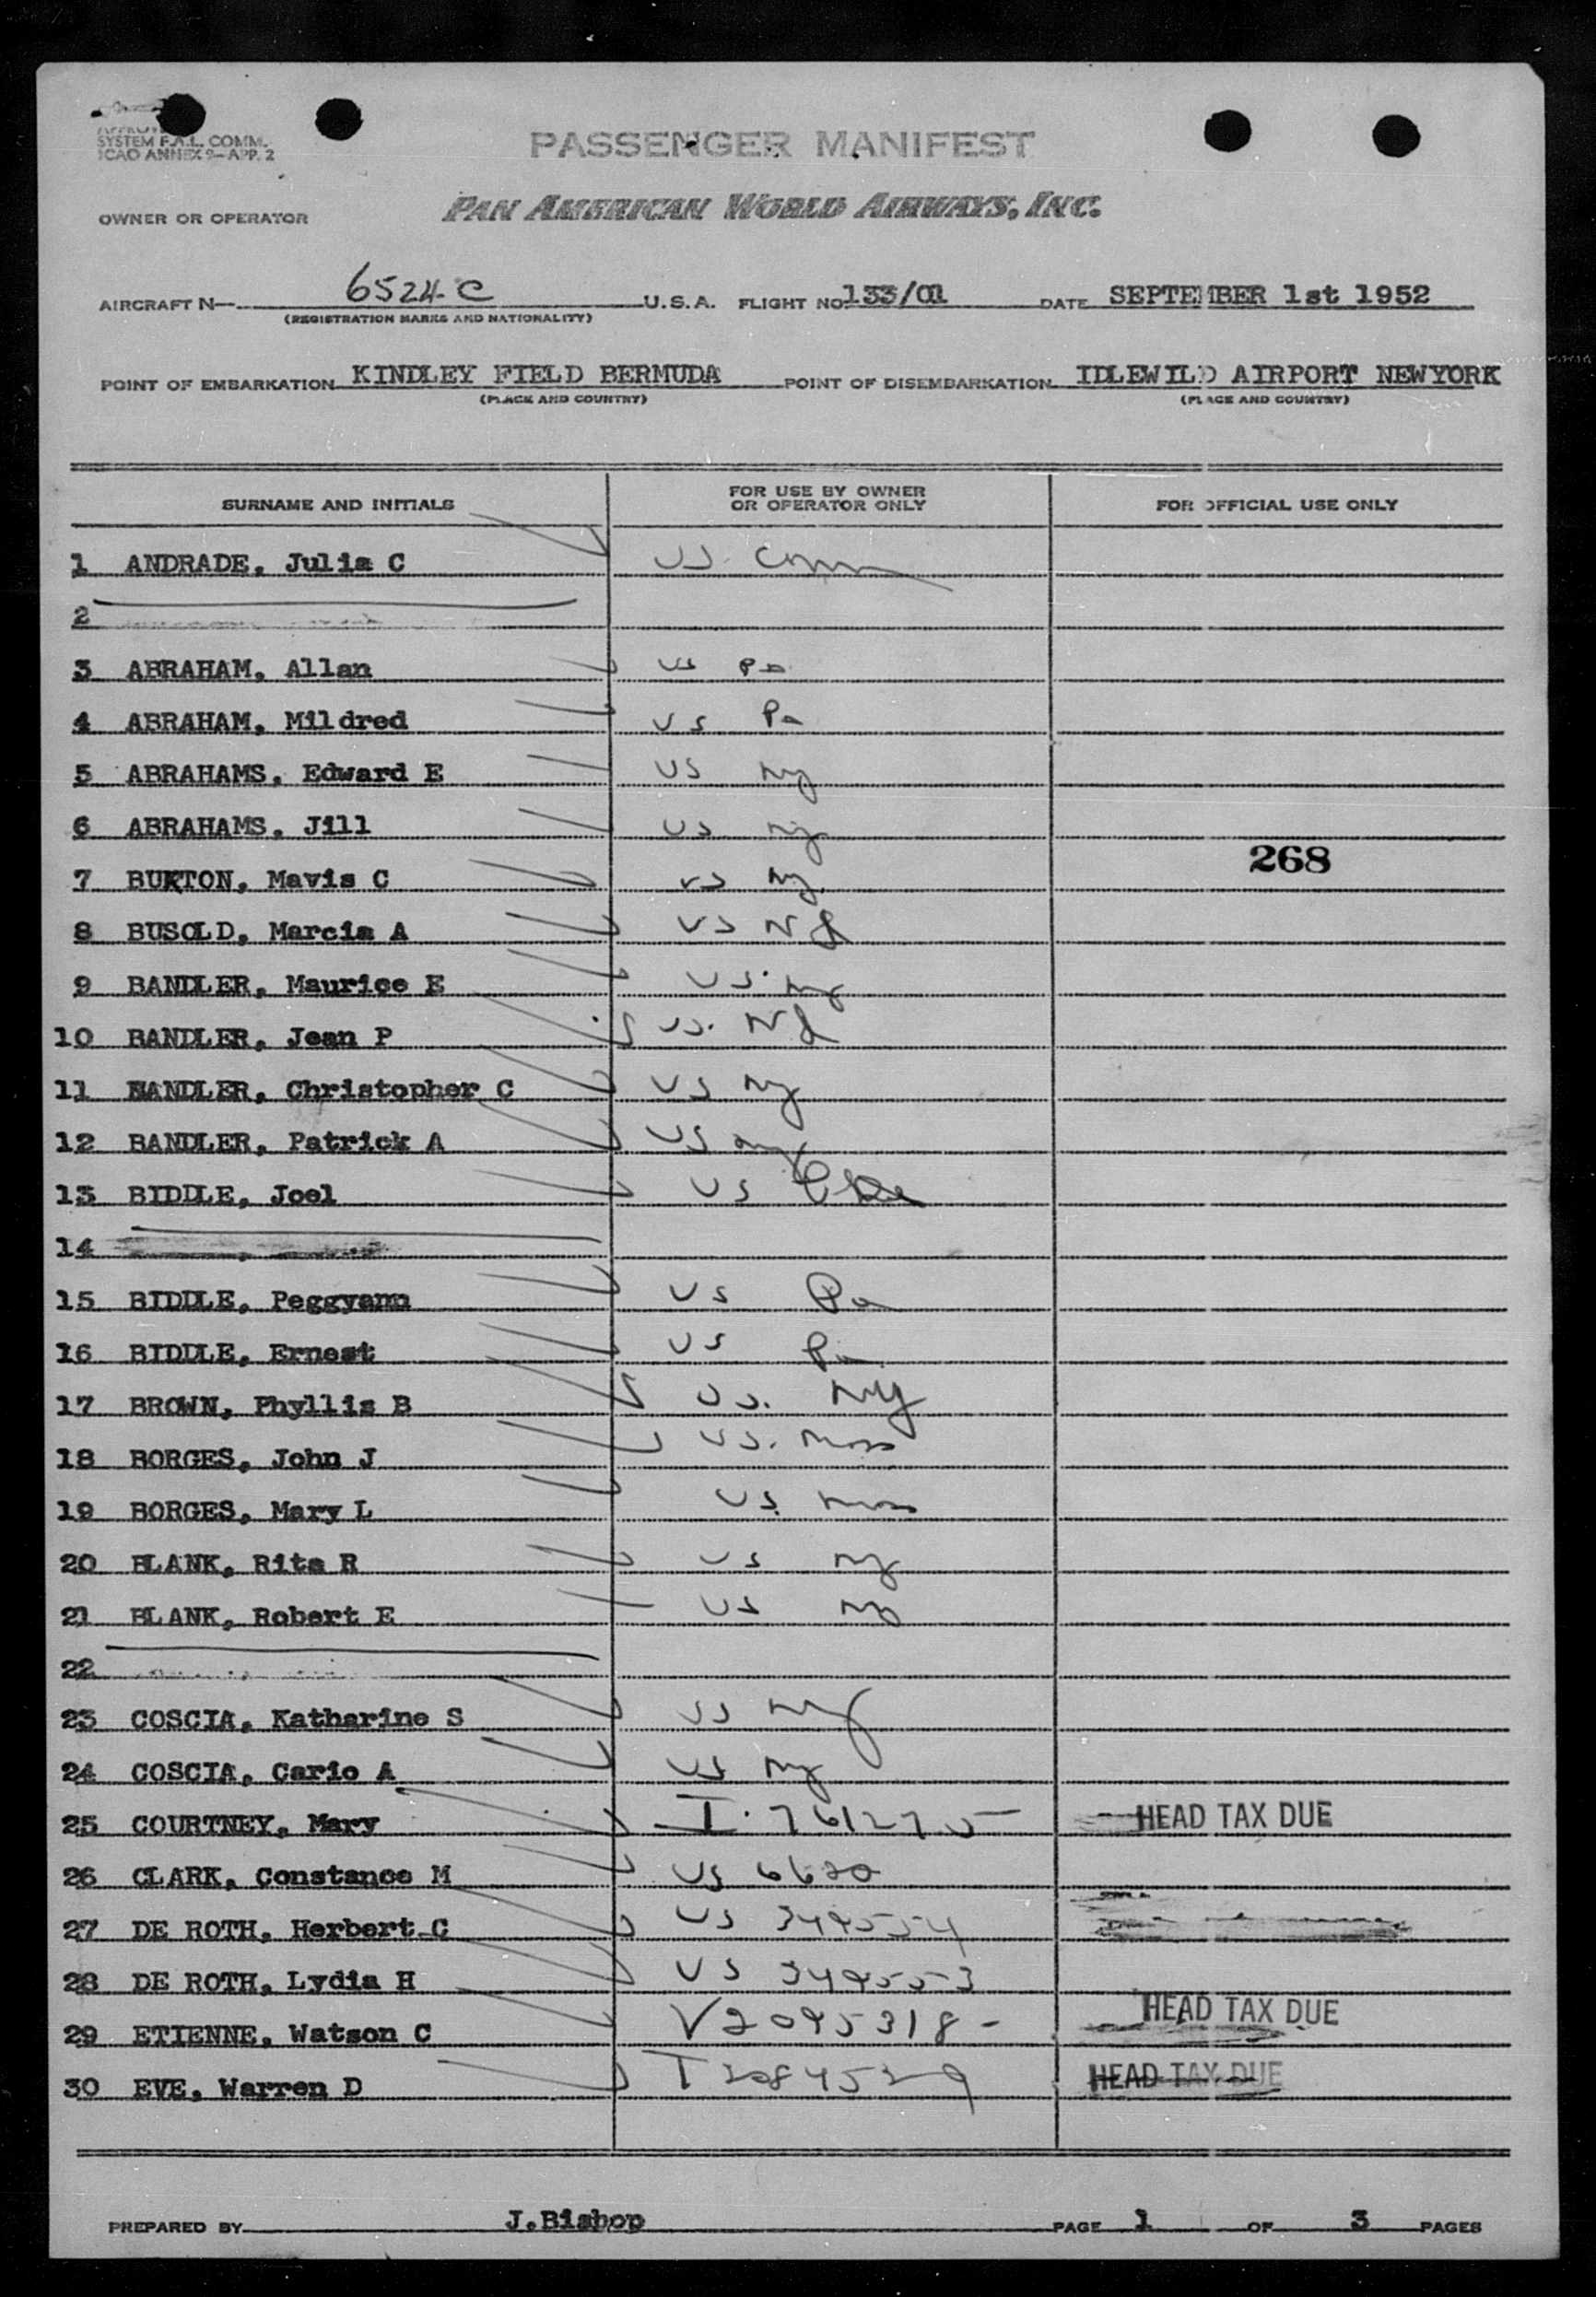 SYSTEM F.A.L. COMM.
ICAO ANNEX 9-APP. 2
PASSENGER MANIFEST
OWNER OR OPERATOR PAN AMERICAN WORLD AIRWAYS, INC.
AIRCRAFT N- 6524 C U.S.A. FLIGHT NO. 133/01 DATE SEPTEMBER 1st 1952
(REGISTRATION MARKS AND NATIONALITY)
POINT OF EMBARKATION KINDLEY FIELD BERMUDA POINT OF DISEMBARKATION IDLEWILD AIRPORT NEWYORK
(PLACE AND COUNTRY) (PLACE AND COUNTRY)
SURNAME AND INITIALS FOR USE BY OWNER OR OPERATOR ONLY FOR OFFICIAL USE ONLY
1 ANDRADE, Julia C US Conn
2
3 ABRAHAM, Allan US Pa
4 ABRAHAM, Mildred US Pa
5 ABRAHAMS, Edward E US NY
6 ABRAHAMS, Jill US NY
268
7 BURTON, Mavis C US NY
8 BUSOLD, Marcia A US NJ
9 BANDLER, Maurice E US. NY
10 BANDLER, Jean P US. NJ
11 BANDLER, Christopher C US NY
12 BANDLER, Patrick A US NY
13 BIDDLE, Joel US
14
15 BIDDLE, Peggyann US Pa
16 BIDDLE, Ernest US Pa
17 BROWN, Phyllis B US. NY
18 BORGES, John J US. Mass
19 BORGES, Mary L US. Mass
20 BLANK, Rita R US NY
21 BLANK, Robert E US NY
22
23 COSCIA, Katharine S US NY
24 COSCIA, Carlo A US NY
25 COURTNEY, Mary HEAD TAX DUE
26 CLARK, Constance M US 6620
27 DE ROTH, Herbert C US 349554
28 DE ROTH, Lydia H US 349553
29 ETIENNE, Watson C V2095318- HEAD TAX DUE
30 EVE, Warren D T2084529 HEAD TAX DUE
PREPARED BY J.Bishop PAGE 1 OF 3 PAGES